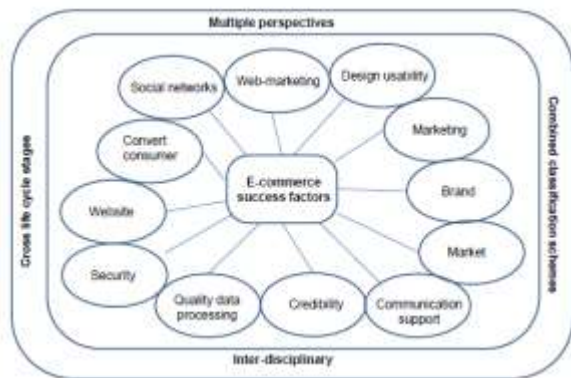 Multiple perspectives
Social networks
Web-marketing
Design usability
Convert
consumer
Marketing
E-commerce
success factors
Website
Brand
Security
Market
Quality data
processing
Credibility
Communication
support
Cross life cycle stages
Combined classification schemes
Inter-disciplinary